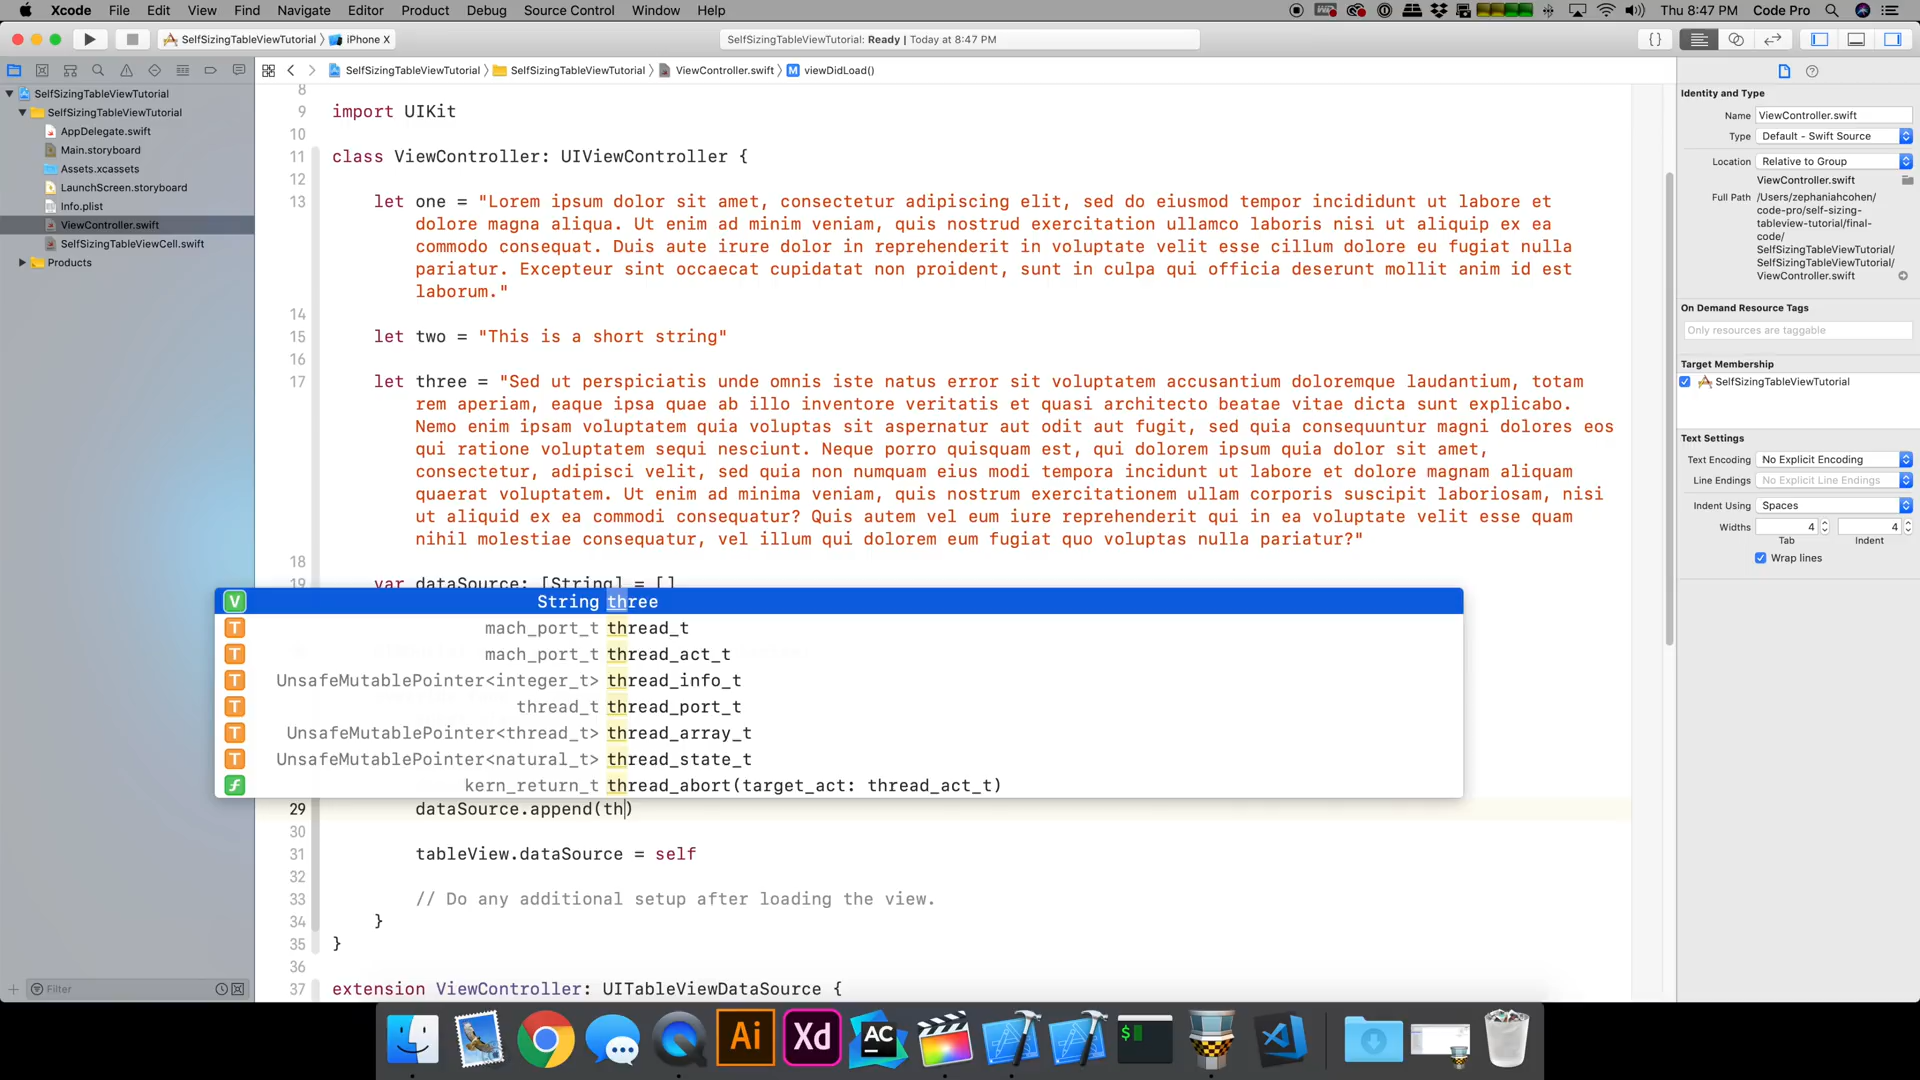 Xcode File Edit View Find Navigate Editor Product Debug Source Control Window Help Thu 8:47 PM Code Pro
SelfSizingTableViewTutorial iPhone X
SelfSizingTableViewTutorial: Ready | Today at 8:47 PM
SelfSizingTableViewTutorial SelfSizingTableViewTutorial ViewController.swift M viewDidLoad()
SelfSizingTableViewTutorial
SelfSizingTableViewTutorial
AppDelegate.swift
Main.storyboard
Assets.xcassets
LaunchScreen.storyboard
Info.plist
ViewController.swift
SelfSizingTableViewCell.swift
Products
Filter
8
9 import UIKit
10
11 class ViewController: UIViewController {
12
13 let one = "Lorem ipsum dolor sit amet, consectetur adipiscing elit, sed do eiusmod tempor incididunt ut labore et
dolore magna aliqua. Ut enim ad minim veniam, quis nostrud exercitation ullamco laboris nisi ut aliquip ex ea
commodo consequat. Duis aute irure dolor in reprehenderit in voluptate velit esse cillum dolore eu fugiat nulla
pariatur. Excepteur sint occaecat cupidatat non proident, sunt in culpa qui officia deserunt mollit anim id est
laborum."
14
15 let two = "This is a short string"
16
17 let three = "Sed ut perspiciatis unde omnis iste natus error sit voluptatem accusantium doloremque laudantium, totam
rem aperiam, eaque ipsa quae ab illo inventore veritatis et quasi architecto beatae vitae dicta sunt explicabo.
Nemo enim ipsam voluptatem quia voluptas sit aspernatur aut odit aut fugit, sed quia consequuntur magni dolores eos
qui ratione voluptatem sequi nesciunt. Neque porro quisquam est, qui dolorem ipsum quia dolor sit amet,
consectetur, adipisci velit, sed quia non numquam eius modi tempora incidunt ut labore et dolore magnam aliquam
quaerat voluptatem. Ut enim ad minima veniam, quis nostrum exercitationem ullam corporis suscipit laboriosam, nisi
ut aliquid ex ea commodi consequatur? Quis autem vel eum iure reprehenderit qui in ea voluptate velit esse quam
nihil molestiae consequatur, vel illum qui dolorem eum fugiat quo voluptas nulla pariatur?"
18
19 var dataSource: [String] = []
V String three
T mach_port_t thread_t
T mach_port_t thread_act_t
T UnsafeMutablePointer<integer_t> thread_info_t
T thread_t thread_port_t
T UnsafeMutablePointer<thread_t> thread_array_t
T UnsafeMutablePointer<natural_t> thread_state_t
f kern_return_t thread_abort(target_act: thread_act_t)
29 dataSource.append(th)
30
31 tableView.dataSource = self
32
33 // Do any additional setup after loading the view.
34 }
35 }
36
37 extension ViewController: UITableViewDataSource {
Identity and Type
Name ViewController.swift
Type Default - Swift Source
Location Relative to Group
ViewController.swift
Full Path /Users/zephaniahcohen/
code-pro/self-sizing-
tableview-tutorial/final-
code/
SelfSizingTableViewTutorial/
SelfSizingTableViewTutorial/
ViewController.swift
On Demand Resource Tags
Only resources are taggable
Target Membership
SelfSizingTableViewTutorial
Text Settings
Text Encoding No Explicit Encoding
Line Endings No Explicit Line Endings
Indent Using Spaces
Widths 4 4
Tab Indent
Wrap lines
Ai Xd AC $